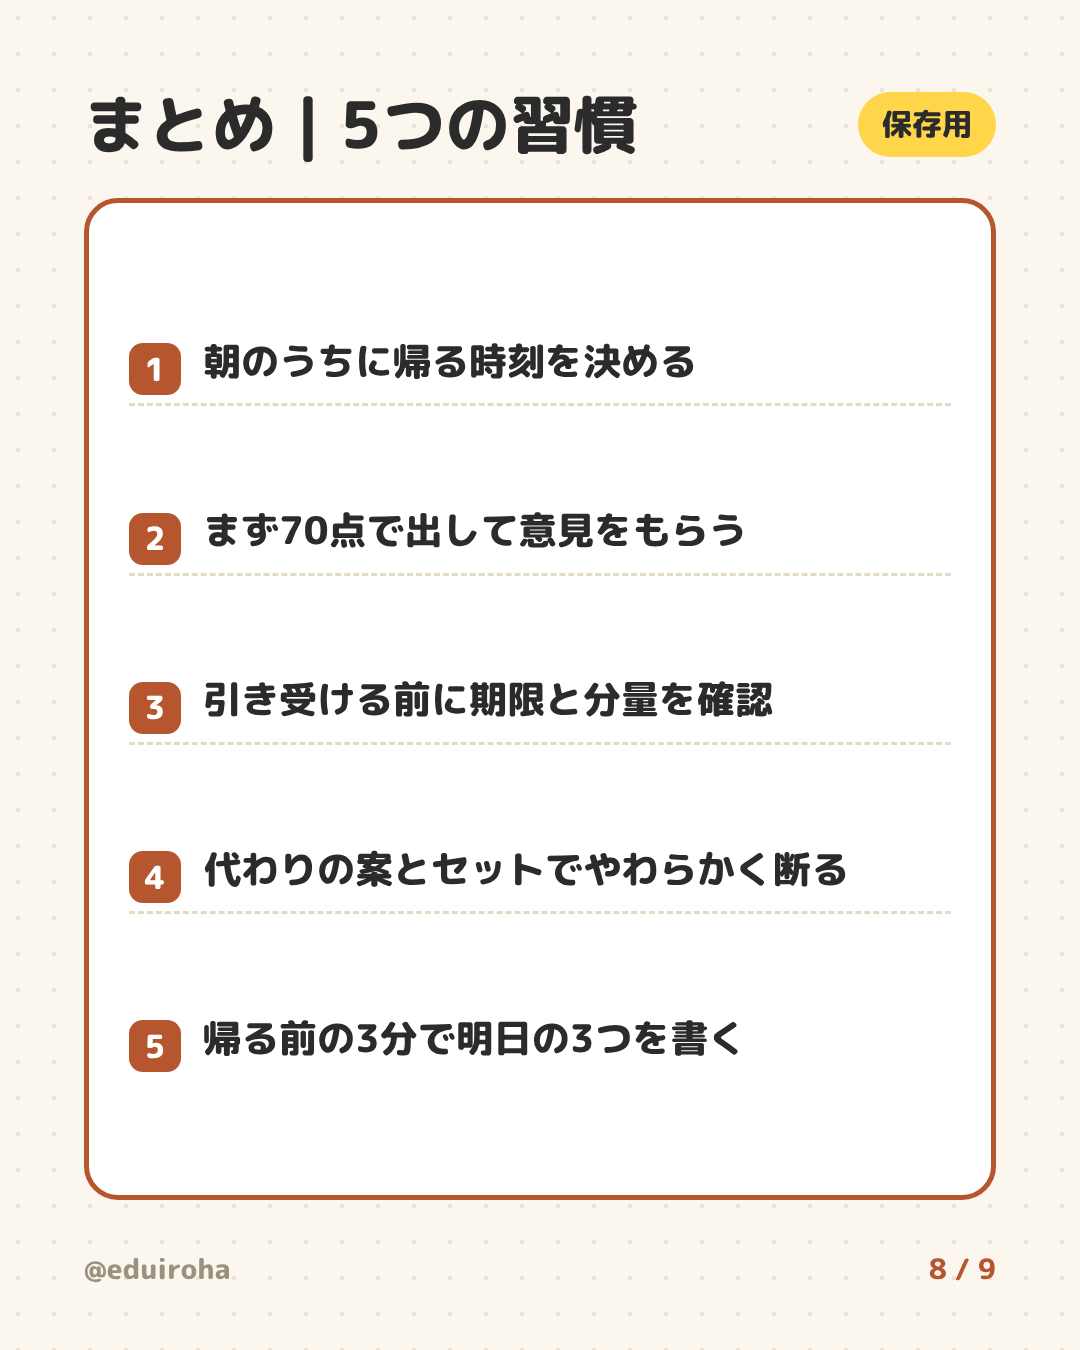 まとめ | 5つの習慣
保存用
1 朝のうちに帰る時刻を決める
2 まず70点で出して意見をもらう
3 引き受ける前に期限と分量を確認
4 代わりの案とセットでやわらかく断る
5 帰る前の3分で明日の3つを書く
@eduiroha
8 / 9